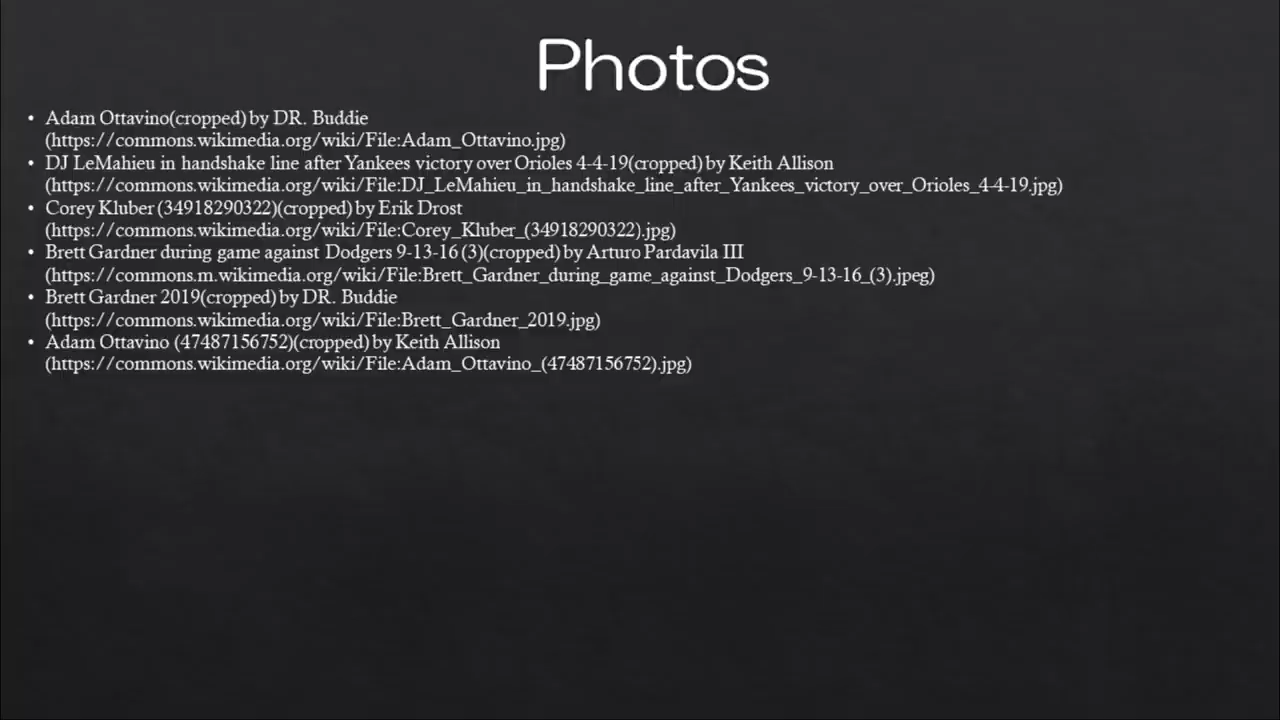 Photos
• Adam Ottavino(cropped) by DR. Buddie
(https://commons.wikimedia.org/wiki/File:Adam_Ottavino.jpg)
• DJ LeMahieu in handshake line after Yankees victory over Orioles 4-4-19(cropped) by Keith Allison
(https://commons.wikimedia.org/wiki/File:DJ_LeMahieu_in_handshake_line_after_Yankees_victory_over_Orioles_4-4-19.jpg)
• Corey Kluber (34918290322)(cropped) by Erik Drost
(https://commons.wikimedia.org/wiki/File:Corey_Kluber_(34918290322).jpg)
• Brett Gardner during game against Dodgers 9-13-16 (3)(cropped) by Arturo Pardavila III
(https://commons.m.wikimedia.org/wiki/File:Brett_Gardner_during_game_against_Dodgers_9-13-16_(3).jpeg)
• Brett Gardner 2019(cropped) by DR. Buddie
(https://commons.wikimedia.org/wiki/File:Brett_Gardner_2019.jpg)
• Adam Ottavino (47487156752)(cropped) by Keith Allison
(https://commons.wikimedia.org/wiki/File:Adam_Ottavino_(47487156752).jpg)